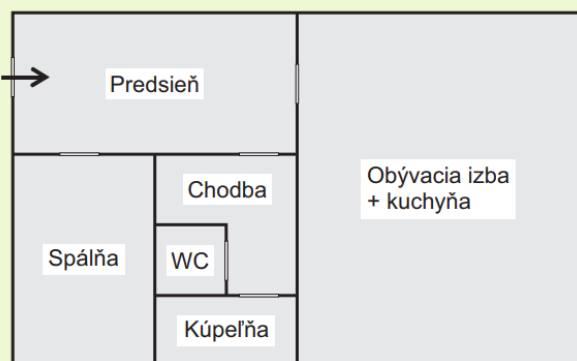 Predsieň
Obývacia izba
+ kuchyňa
Chodba
Spálňa
WC
Kúpeľňa